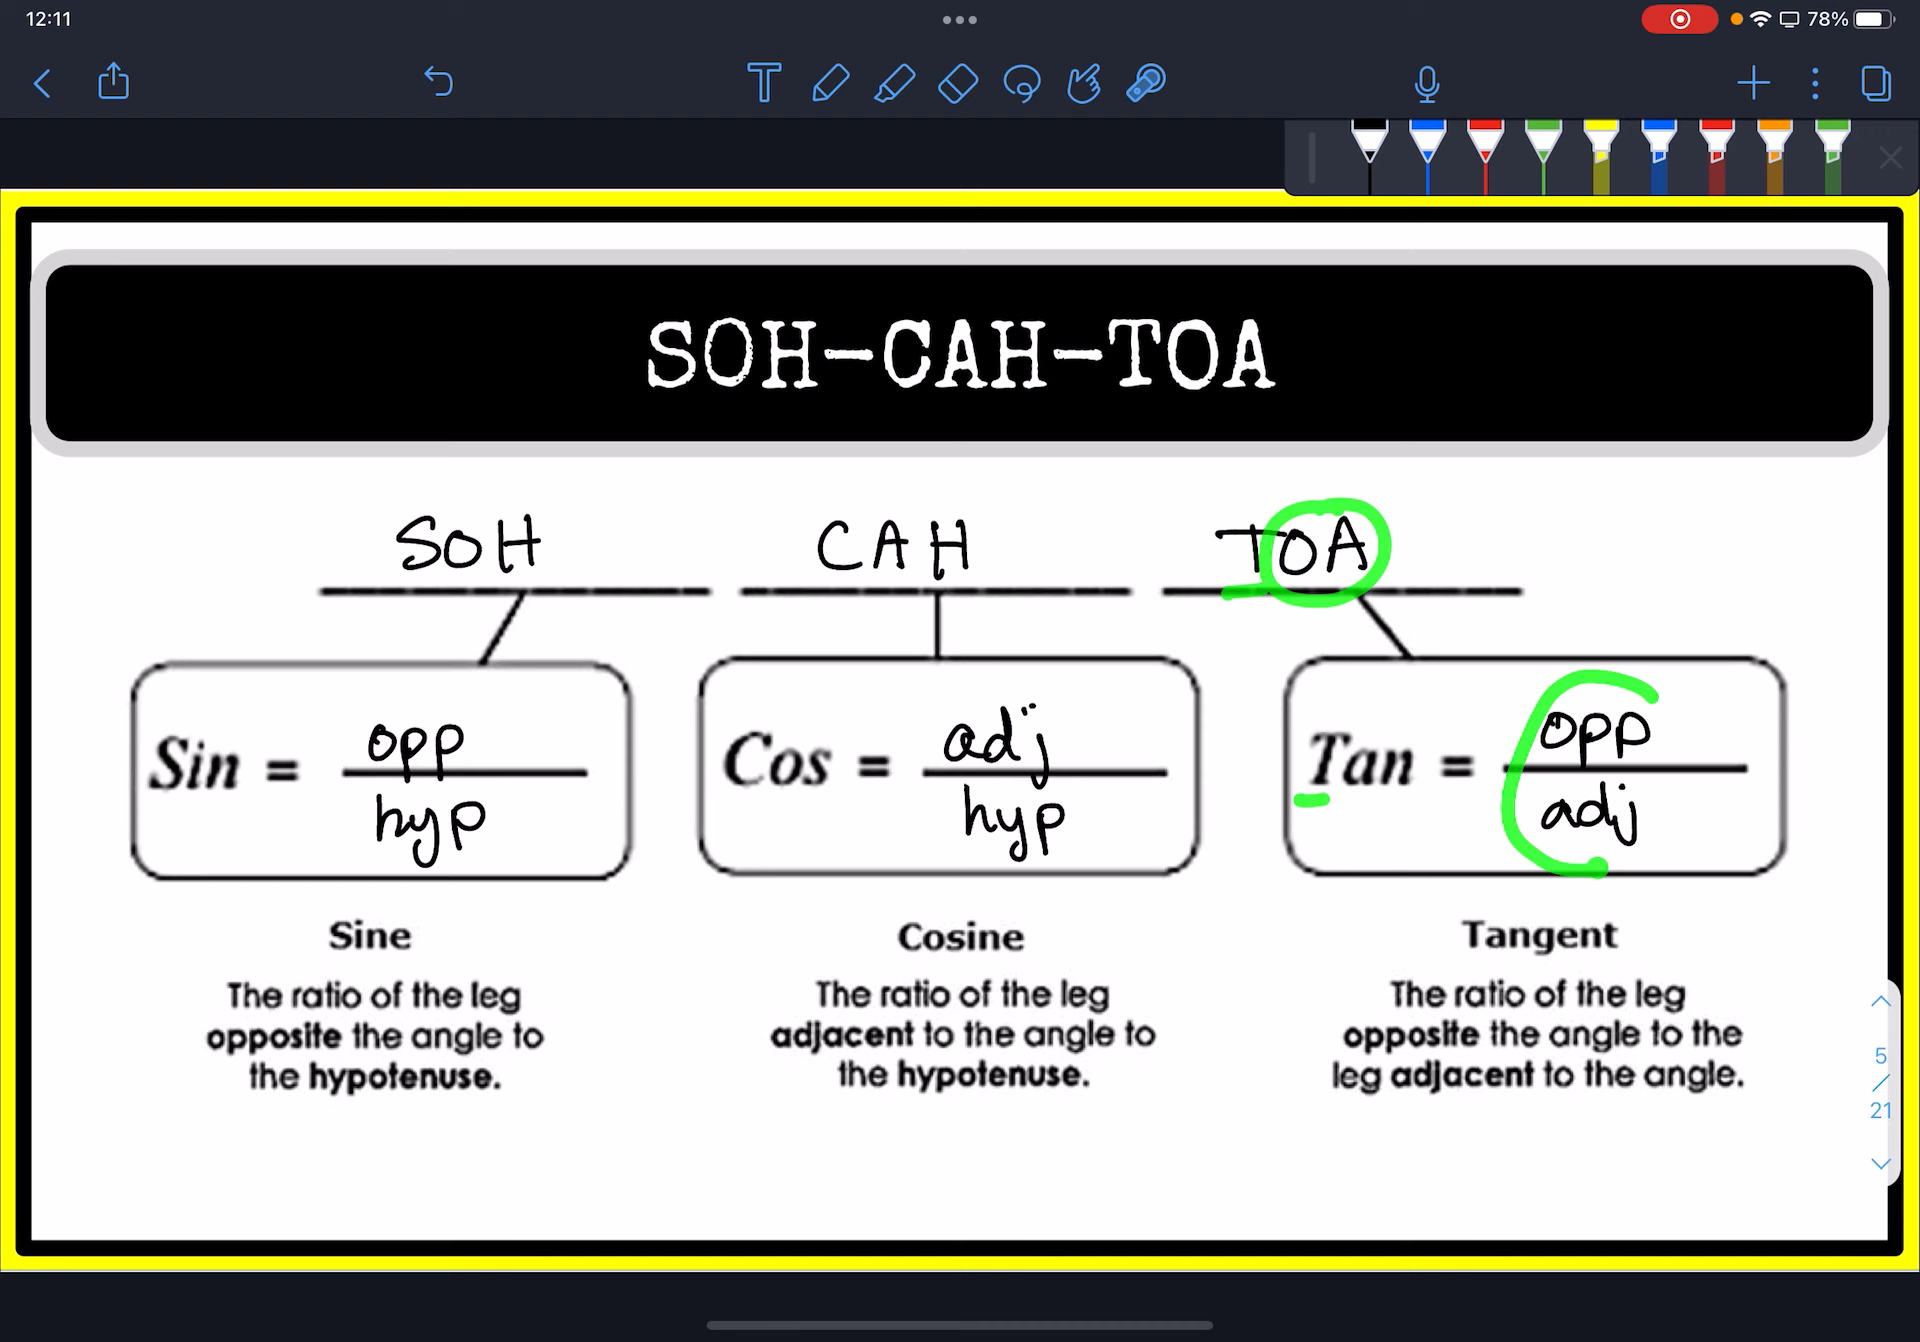 12:11
78%
SOH-CAH-TOA
SOH CAH TOA
Sin = opp / hyp
Cos = adj / hyp
Tan = opp / adj
Sine
The ratio of the leg
opposite the angle to
the hypotenuse.
Cosine
The ratio of the leg
adjacent to the angle to
the hypotenuse.
Tangent
The ratio of the leg
opposite the angle to the
leg adjacent to the angle.
5
/
21